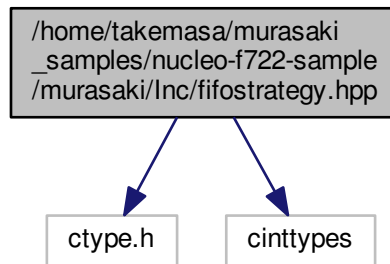 /home/takemasa/murasaki
_samples/nucleo-f722-sample
/murasaki/Inc/fifostrategy.hpp
ctype.h
cinttypes